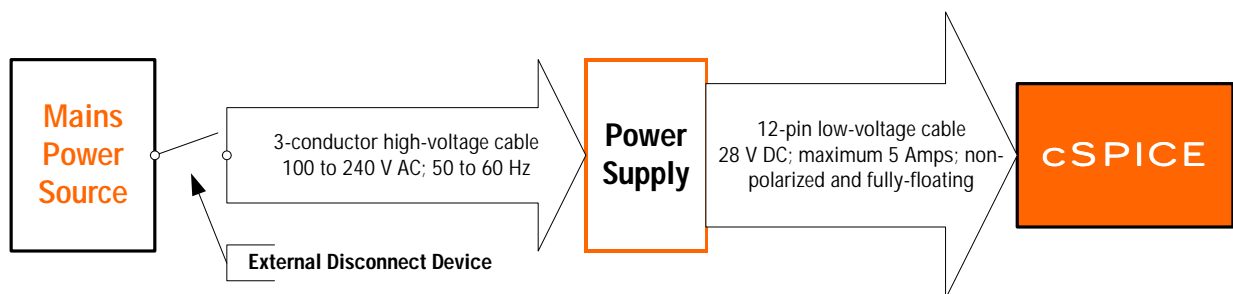 Mains
Power
Source
3-conductor high-voltage cable
100 to 240 V AC; 50 to 60 Hz
External Disconnect Device
Power
Supply
12-pin low-voltage cable
28 V DC; maximum 5 Amps; non-
polarized and fully-floating
cSPICE